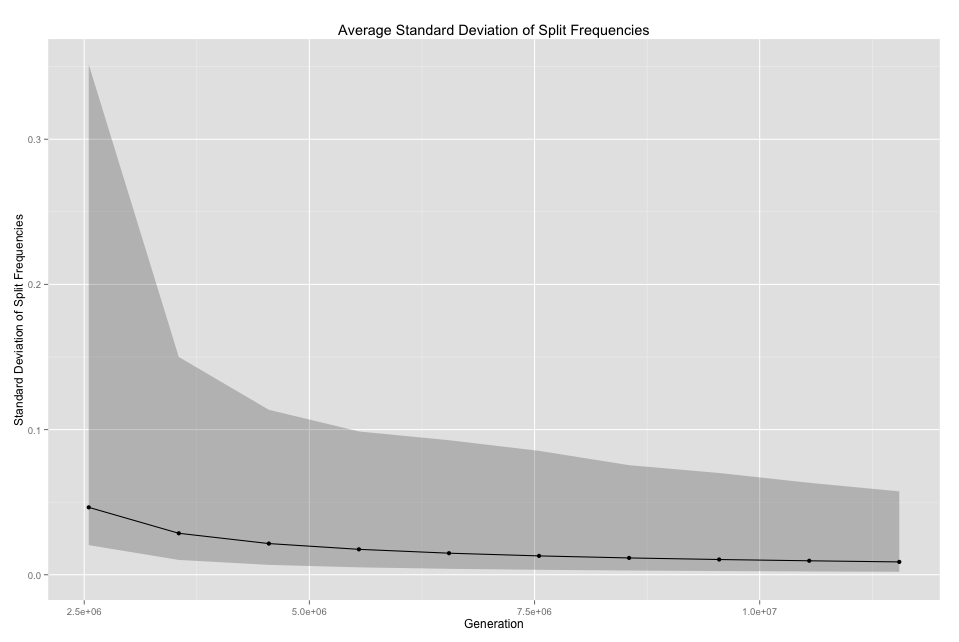 Average Standard Deviation of Split Frequencies
Standard Deviation of Split Frequencies
0.3
0.2
0.1
0.0
2.5e+06 5.0e+06 7.5e+06 1.0e+07
Generation